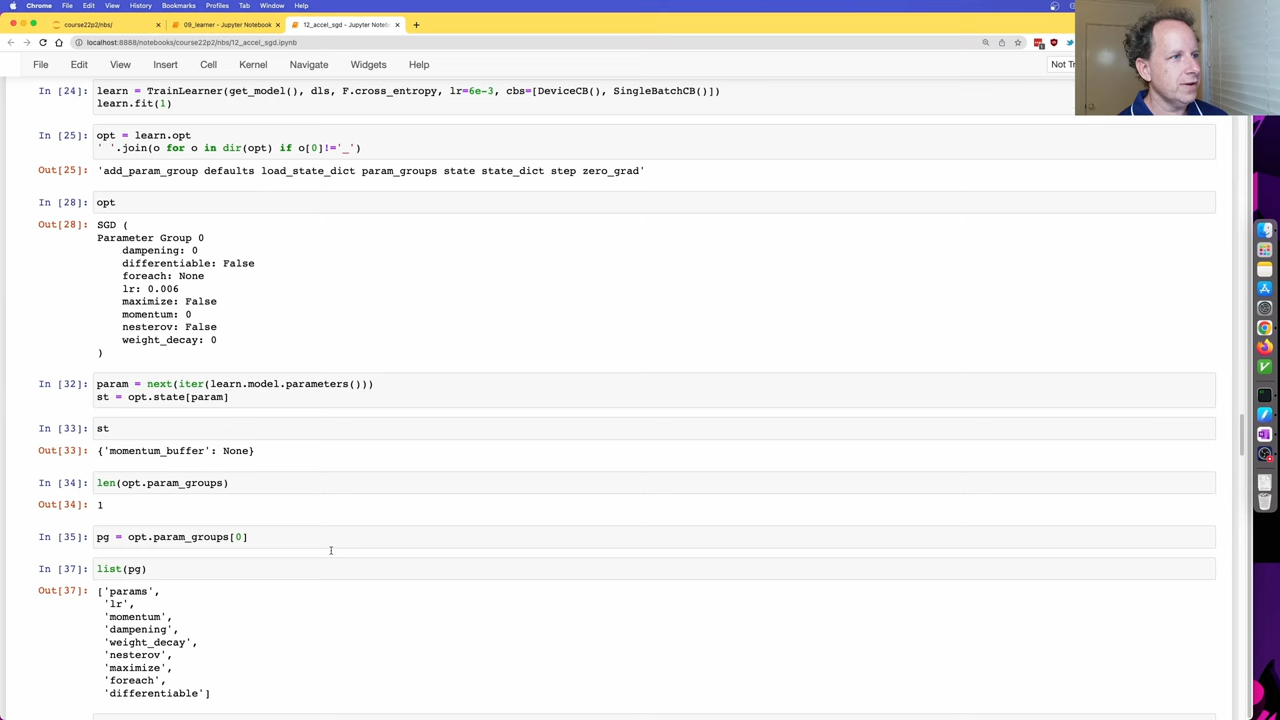 Chrome File Edit View History Bookmarks Profiles Tab Window Help
course22p2/nbs/
09_learner - Jupyter Notebook
12_accel_sgd - Jupyter Noteb
localhost:8888/notebooks/course22p2/nbs/12_accel_sgd.ipynb
File Edit View Insert Cell Kernel Navigate Widgets Help
Not Tr
In [24]: learn = TrainLearner(get_model(), dls, F.cross_entropy, lr=6e-3, cbs=[DeviceCB(), SingleBatchCB()])
learn.fit(1)
In [25]: opt = learn.opt
' '.join(o for o in dir(opt) if o[0]!='_')
Out[25]: 'add_param_group defaults load_state_dict param_groups state state_dict step zero_grad'
In [28]: opt
Out[28]: SGD (
Parameter Group 0
    dampening: 0
    differentiable: False
    foreach: None
    lr: 0.006
    maximize: False
    momentum: 0
    nesterov: False
    weight_decay: 0
)
In [32]: param = next(iter(learn.model.parameters()))
st = opt.state[param]
In [33]: st
Out[33]: {'momentum_buffer': None}
In [34]: len(opt.param_groups)
Out[34]: 1
In [35]: pg = opt.param_groups[0]
In [37]: list(pg)
Out[37]: ['params',
'lr',
'momentum',
'dampening',
'weight_decay',
'nesterov',
'maximize',
'foreach',
'differentiable']